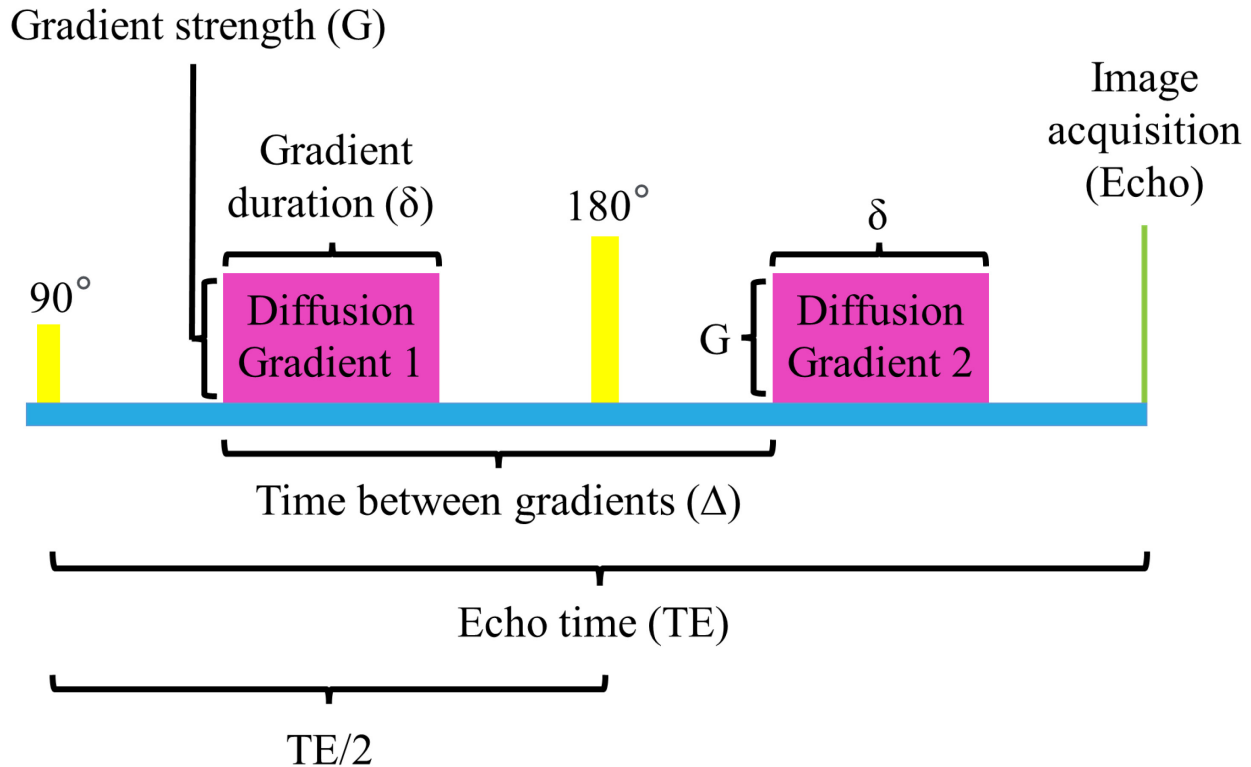 Gradient strength (G)
Image
acquisition
(Echo)
Gradient
duration (δ)
180°
δ
90°
Diffusion
Gradient 1
G
Diffusion
Gradient 2
Time between gradients (Δ)
Echo time (TE)
TE/2